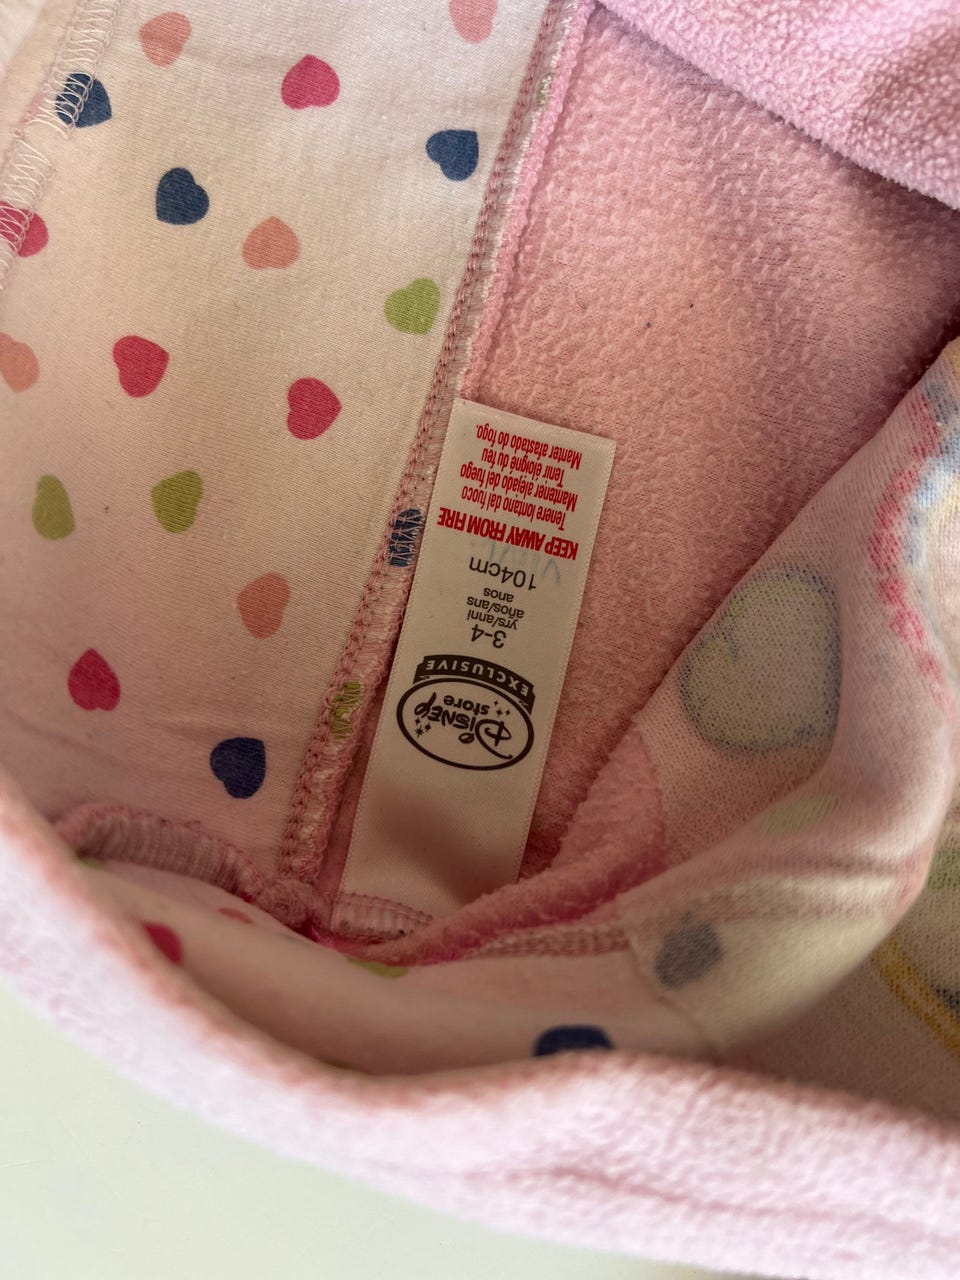 Disney
store
EXCLUSIVE
3-4
yrs/anni
años/ans
anos
104cm
KEEP AWAY FROM FIRE
Tenere lontano dal fuoco
Mantener alejado del fuego
Tenir éloigné du feu
Manter afastado do fogo.